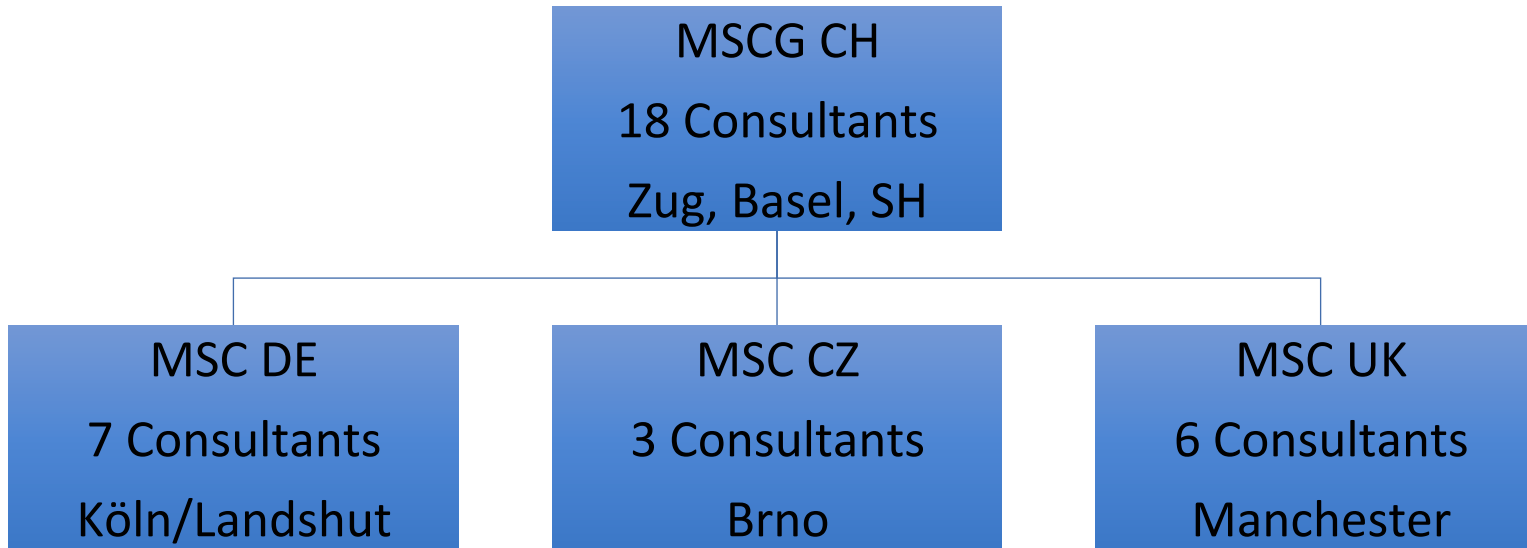 MSCG CH
18 Consultants
Zug, Basel, SH
MSC DE
7 Consultants
Köln/Landshut
MSC CZ
3 Consultants
Brno
MSC UK
6 Consultants
Manchester